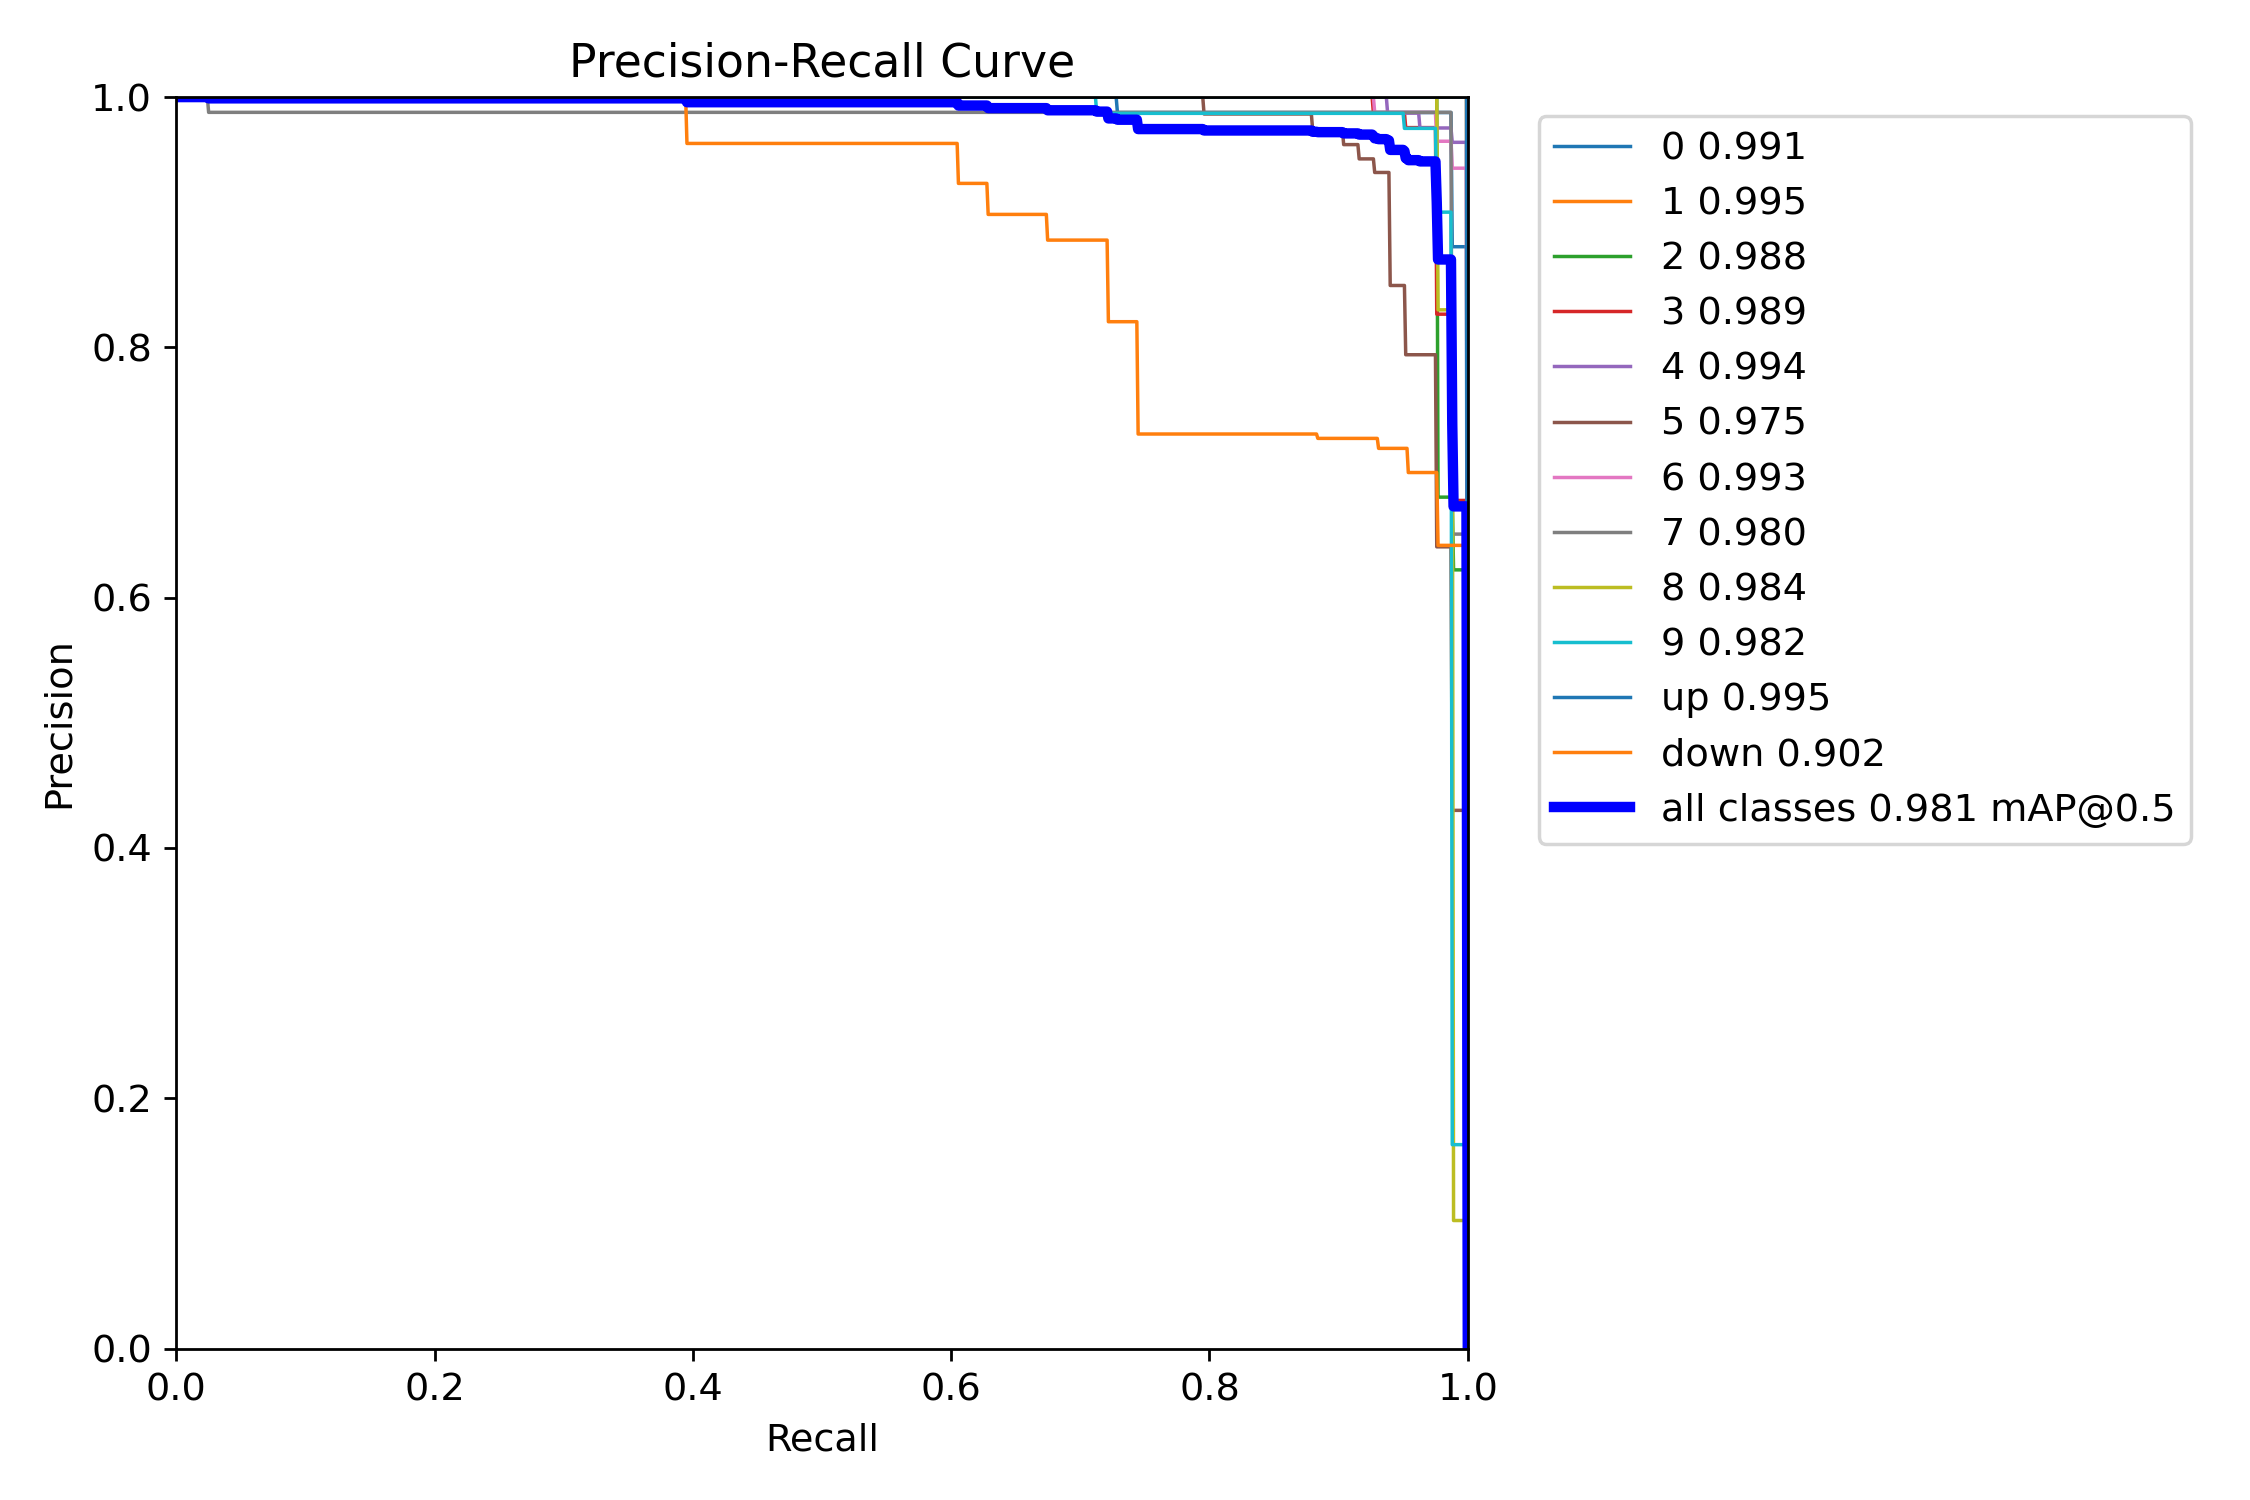 Precision-Recall Curve
1.0
0.8
0.6
0.4
0.2
0.0
Precision
0.0 0.2 0.4 0.6 0.8 1.0
Recall
0 0.991
1 0.995
2 0.988
3 0.989
4 0.994
5 0.975
6 0.993
7 0.980
8 0.984
9 0.982
up 0.995
down 0.902
all classes 0.981 mAP@0.5